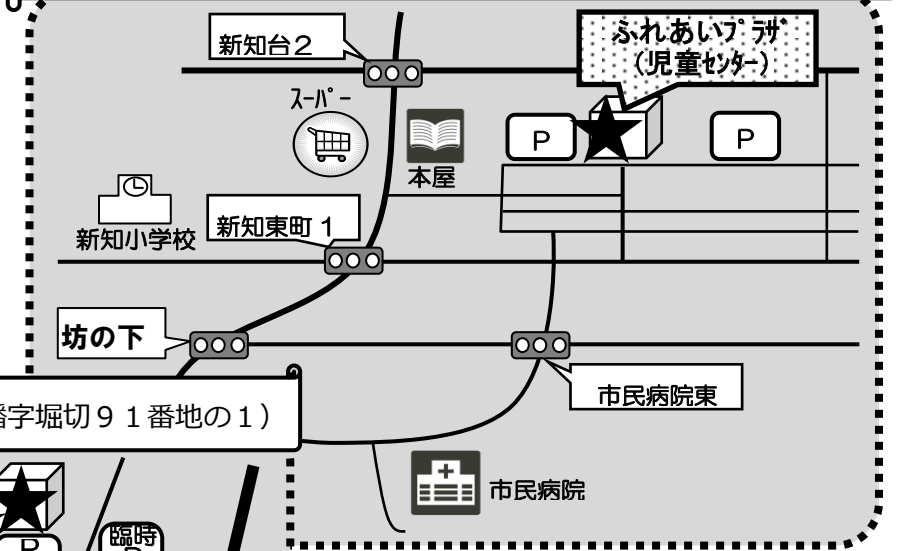 新知台2
ふれあいプラザ
(児童センター)
スーパー
P
P
本屋
新知小学校
新知東町1
坊の下
市民病院東
字堀切91番地の1)
市民病院
P
臨時